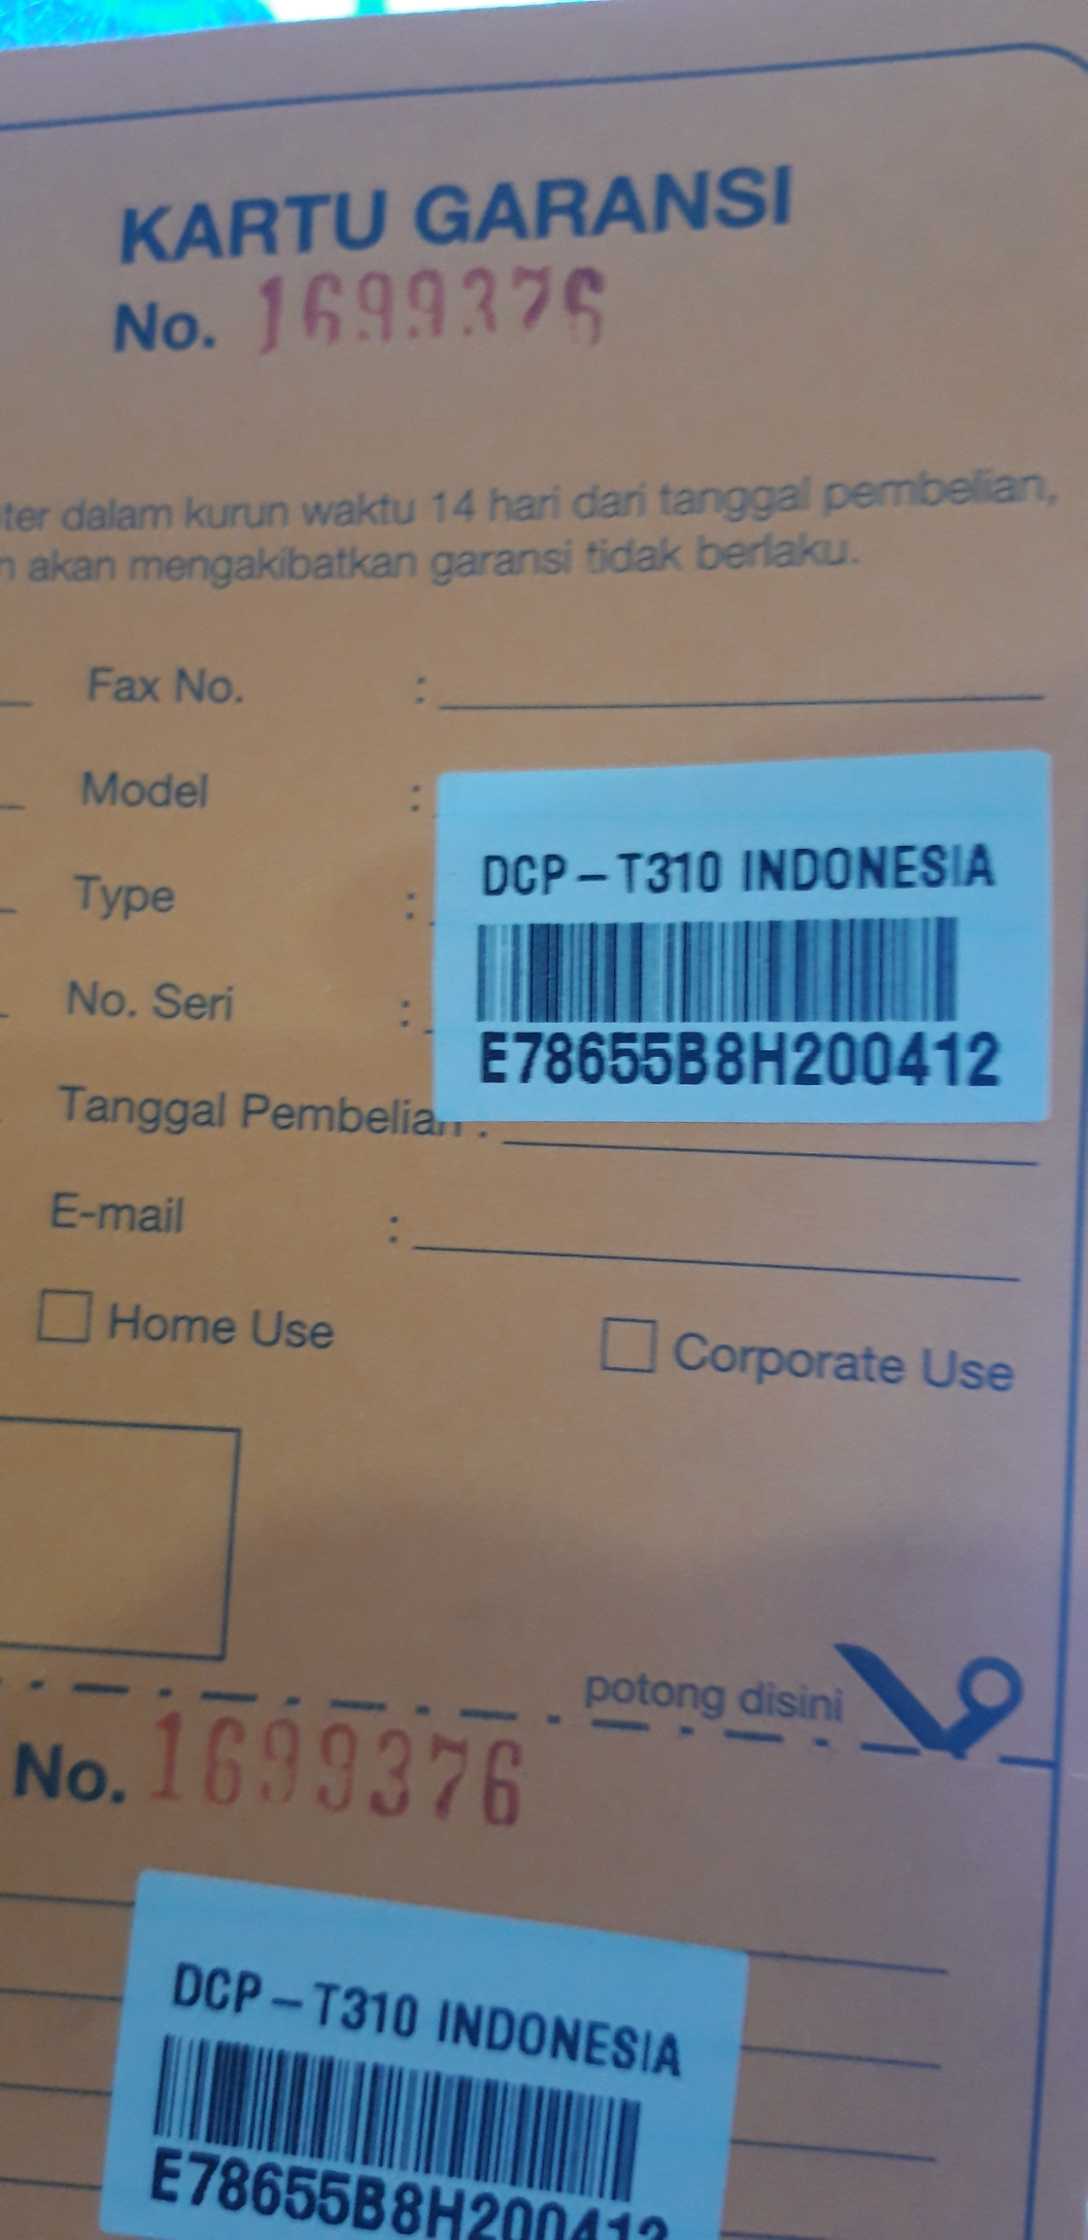 KARTU GARANSI
No. 1699376
ter dalam kurun waktu 14 hari dari tanggal pembelian,
akan mengakibatkan garansi tidak berlaku.
Fax No. :
Model :
DCP-T310 INDONESIA
Type :
No. Seri :
E78655B8H200412
Tanggal Pembelian :
E-mail :
Home Use
Corporate Use
potong disini
No. 1699376
DCP-T310 INDONESIA
E78655B8H200412